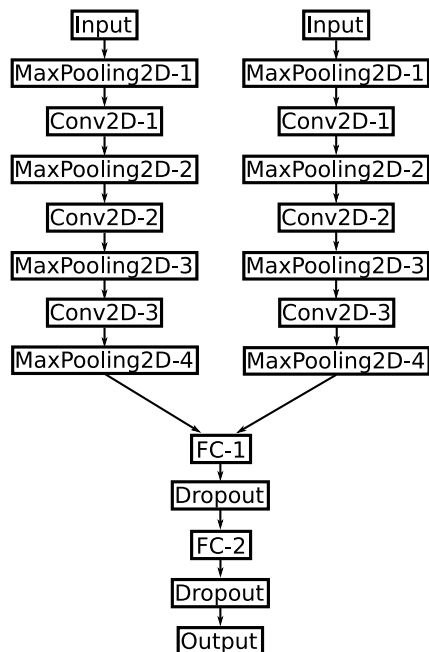 Input Input
MaxPooling2D-1 MaxPooling2D-1
Conv2D-1 Conv2D-1
MaxPooling2D-2 MaxPooling2D-2
Conv2D-2 Conv2D-2
MaxPooling2D-3 MaxPooling2D-3
Conv2D-3 Conv2D-3
MaxPooling2D-4 MaxPooling2D-4
FC-1
Dropout
FC-2
Dropout
Output